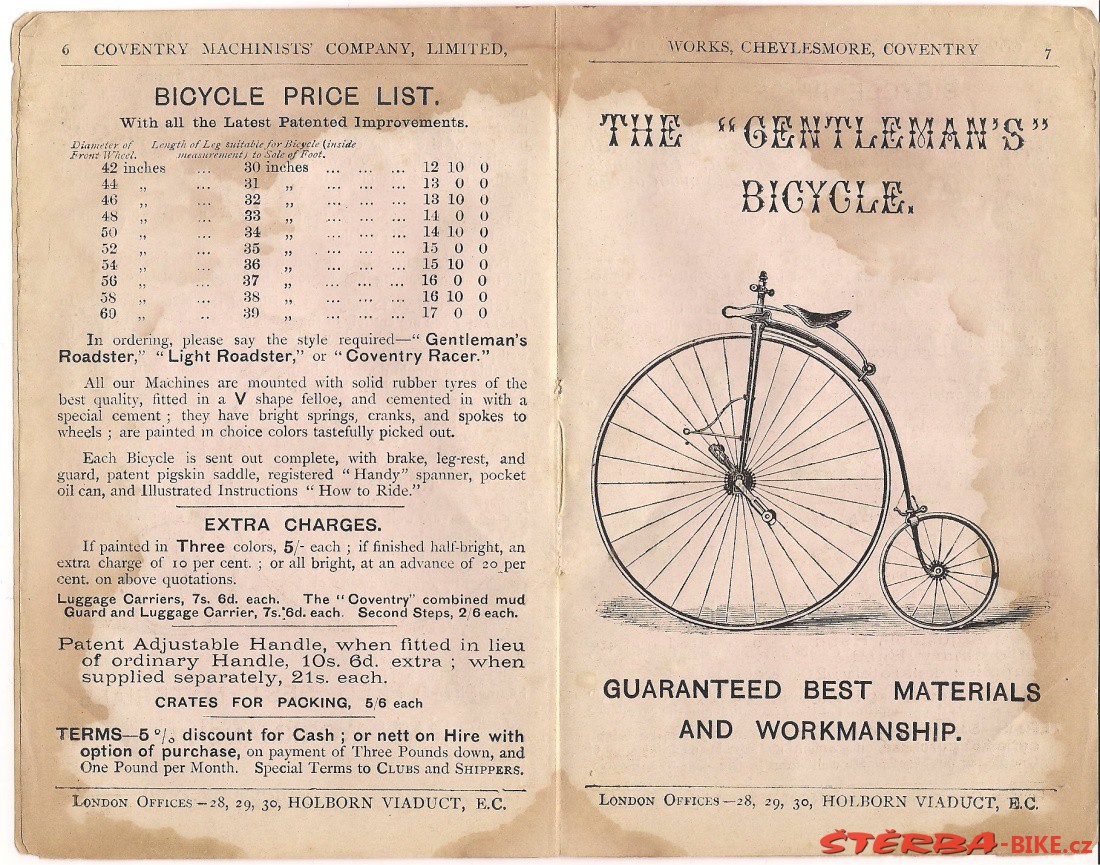 6 COVENTRY MACHINISTS' COMPANY, LIMITED,
BICYCLE PRICE LIST.
With all the Latest Patented Improvements.
Diameter of Length of Leg suitable for Bicycle (inside
Front Wheel. measurement) to Sole of Foot.
42 inches ... 30 inches ... ... ... 12 10 0
44 „ ... 31 „ ... ... ... 13 0 0
46 „ ... 32 „ ... ... ... 13 10 0
48 „ ... 33 „ ... ... ... 14 0 0
50 „ ... 34 „ ... ... ... 14 10 0
52 „ ... 35 „ ... ... ... 15 0 0
54 „ ... 36 „ ... ... ... 15 10 0
56 „ ... 37 „ ... ... ... 16 0 0
58 „ ... 38 „ ... ... ... 16 10 0
60 „ .. 39 „ ... ... ... 17 0 0
In ordering, please say the style required—“Gentleman's
Roadster,” “Light Roadster,” or “Coventry Racer.”
All our Machines are mounted with solid rubber tyres of the
best quality, fitted in a V shape felloe, and cemented in with a
special cement ; they have bright springs, cranks, and spokes to
wheels ; are painted in choice colors tastefully picked out.
Each Bicycle is sent out complete, with brake, leg-rest, and
guard, patent pigskin saddle, registered “Handy” spanner, pocket
oil can, and Illustrated Instructions “How to Ride.”
EXTRA CHARGES.
If painted in Three colors, 5/- each ; if finished half-bright, an
extra charge of 10 per cent. ; or all bright, at an advance of 20 per
cent. on above quotations.
Luggage Carriers, 7s. 6d. each. The “Coventry” combined mud
Guard and Luggage Carrier, 7s. 6d. each. Second Steps, 2/6 each.
Patent Adjustable Handle, when fitted in lieu
of ordinary Handle, 10s. 6d. extra ; when
supplied separately, 21s. each.
CRATES FOR PACKING, 5/6 each
TERMS—5 °/o discount for Cash ; or nett on Hire with
option of purchase, on payment of Three Pounds down, and
One Pound per Month. Special Terms to CLUBS and SHIPPERS.
LONDON OFFICES—28, 29, 30, HOLBORN VIADUCT, E.C.
WORKS, CHEYLESMORE, COVENTRY 7
THE “GENTLEMAN'S”
BICYCLE.
GUARANTEED BEST MATERIALS
AND WORKMANSHIP.
LONDON OFFICES—28, 29, 30, HOLBORN VIADUCT, E.C.
ŠTĚRBA-BIKE.cz